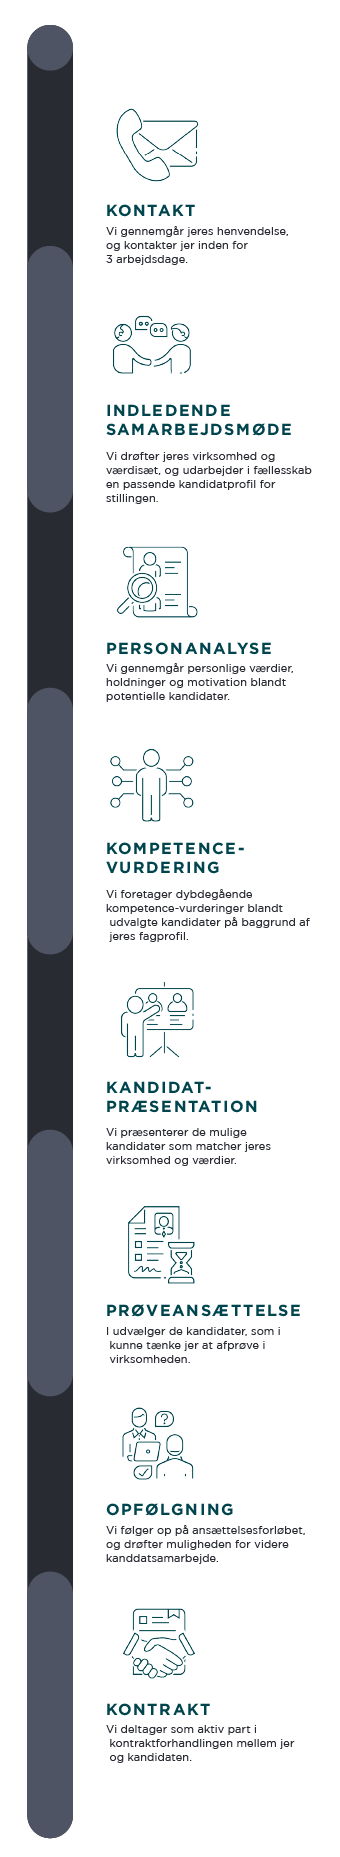 KONTAKT
Vi gennemgår jeres henvendelse,
og kontakter jer inden for
3 arbejdsdage.
INDLEDENDE
SAMARBEJDSMØDE
Vi drøfter jeres virksomhed og
værdisæt, og udarbejder i fællesskab
en passende kandidatprofil for
stillingen.
PERSONANALYSE
Vi gennemgår personlige værdier,
holdninger og motivation blandt
potentielle kandidater.
KOMPETENCE-
VURDERING
Vi foretager dybdegående
kompetence-vurderinger blandt
udvalgte kandidater på baggrund af
jeres fagprofil.
KANDIDAT-
PRÆSENTATION
Vi præsenterer de mulige
kandidater som matcher jeres
virksomhed og værdier.
PRØVEANSÆTTELSE
I udvælger de kandidater, som i
kunne tænke jer at afprøve i
virksomheden.
OPFØLGNING
Vi følger op på ansættelsesforløbet,
og drøfter muligheden for videre
kanddatsamarbejde.
KONTRAKT
Vi deltager som aktiv part i
kontraktforhandlingen mellem jer
og kandidaten.